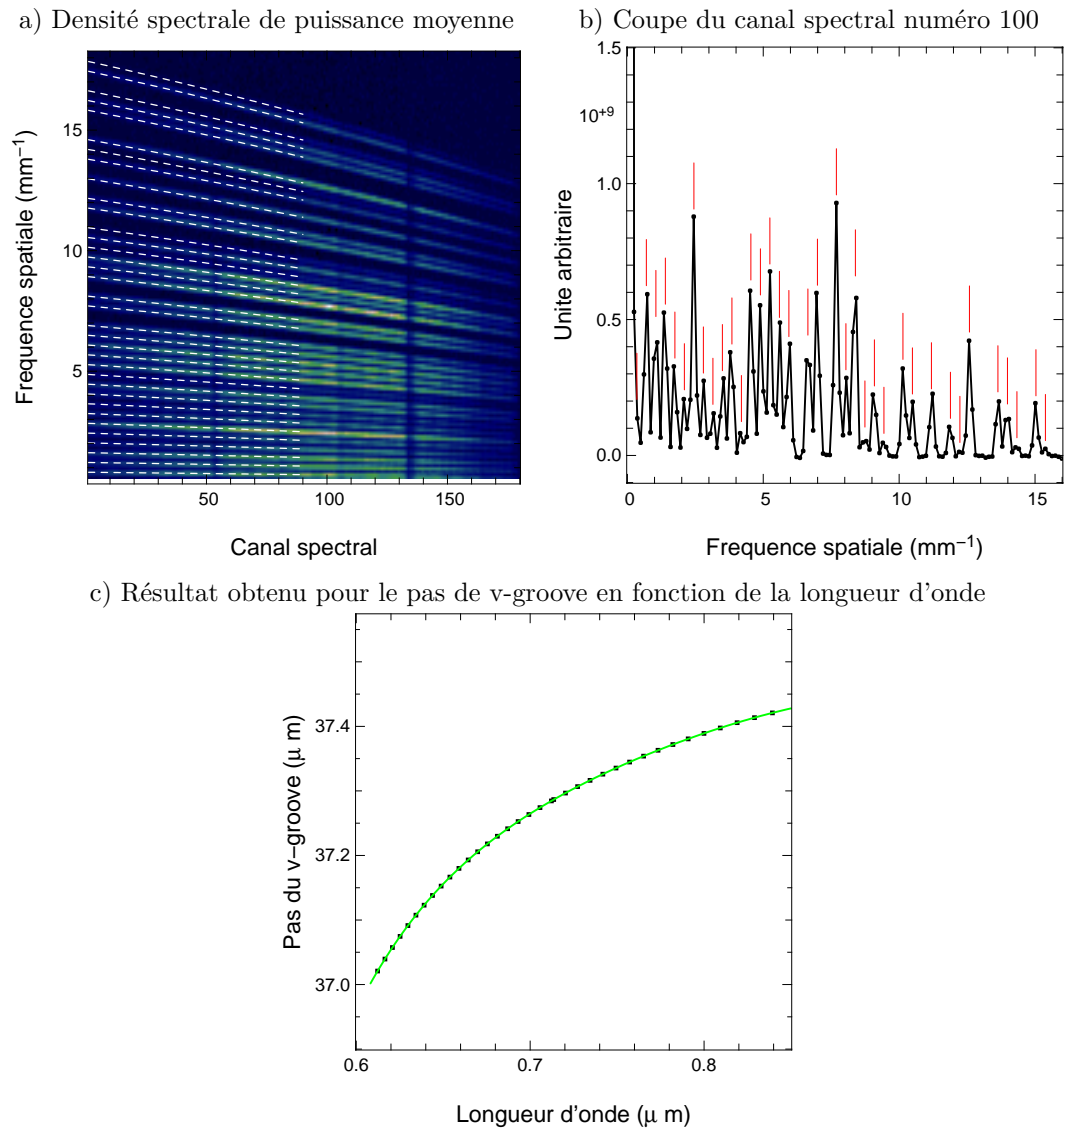 a) Densité spectrale de puissance moyenne
b) Coupe du canal spectral numéro 100
Frequence spatiale (mm−1)
15
10
5
50
100
150
Canal spectral
Unite arbitraire
1.5
10+9
1.0
0.5
0.0
0
5
10
15
Frequence spatiale (mm−1)
c) Résultat obtenu pour le pas de v-groove en fonction de la longueur d'onde
Pas du v−groove (µ m)
37.4
37.2
37.0
0.6
0.7
0.8
Longueur d'onde (µ m)